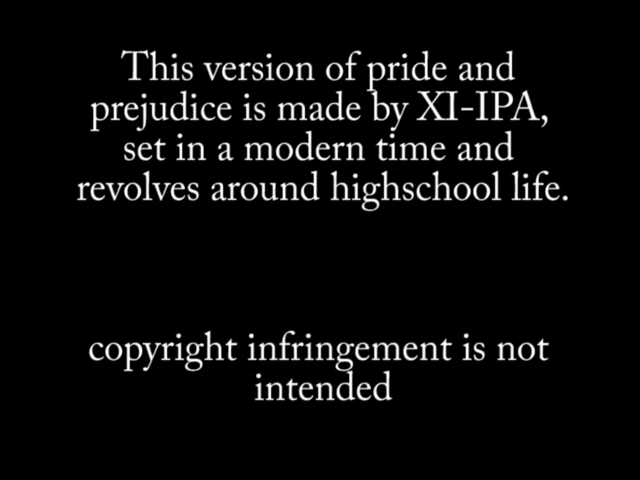 This version of pride and
prejudice is made by XI-IPA,
set in a modern time and
revolves around highschool life.
copyright infringement is not
intended